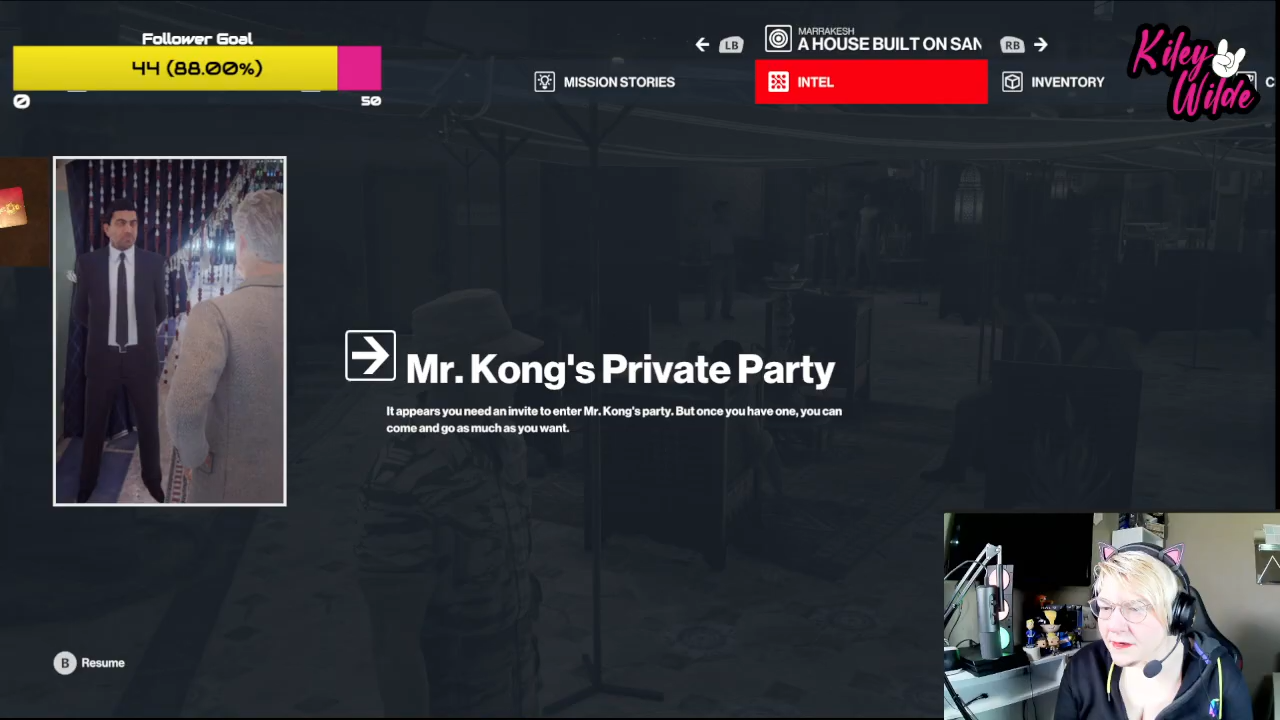 Follower Goal
44 (88.00%)
0
50
LB
MARRAKESH
A HOUSE BUILT ON SAN
RB
MISSION STORIES
INTEL
INVENTORY
C
Kiley
Wilde
Mr. Kong's Private Party
It appears you need an invite to enter Mr. Kong's party. But once you have one, you can
come and go as much as you want.
B Resume